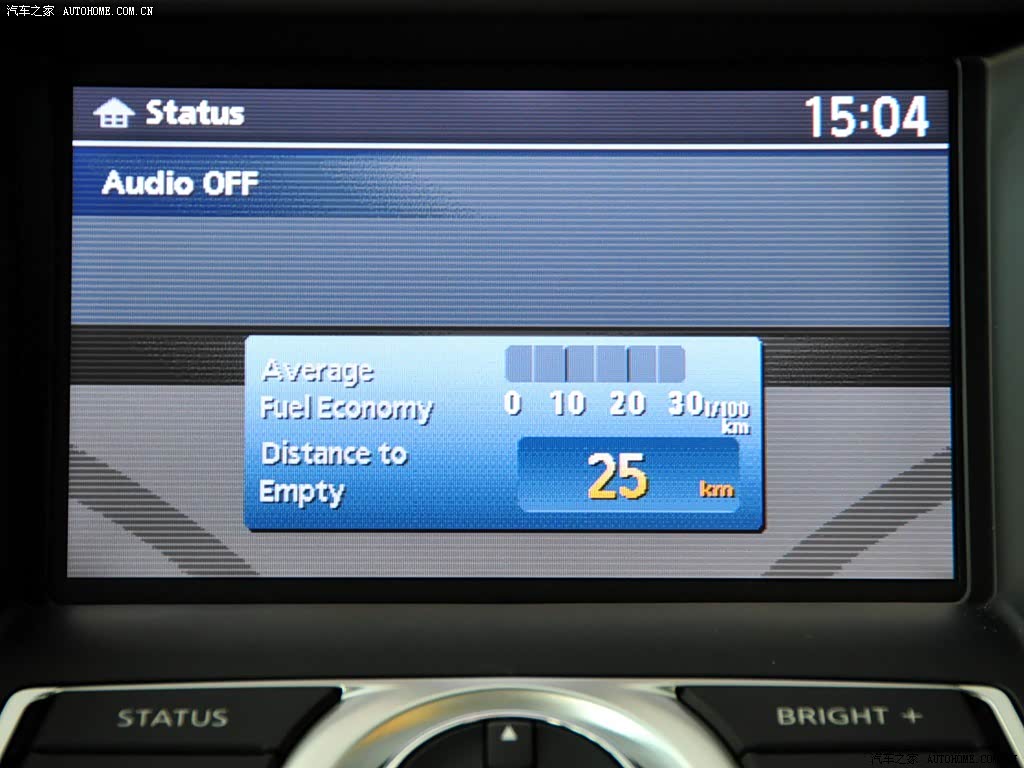 汽车之家 AUTOHOME.COM.CN
Status 15:04
Audio OFF
Average
Fuel Economy
0 10 20 30 l/100
km
Distance to
Empty
25 km
STATUS
BRIGHT +
汽车之家 AUTOHOME.COM.CN